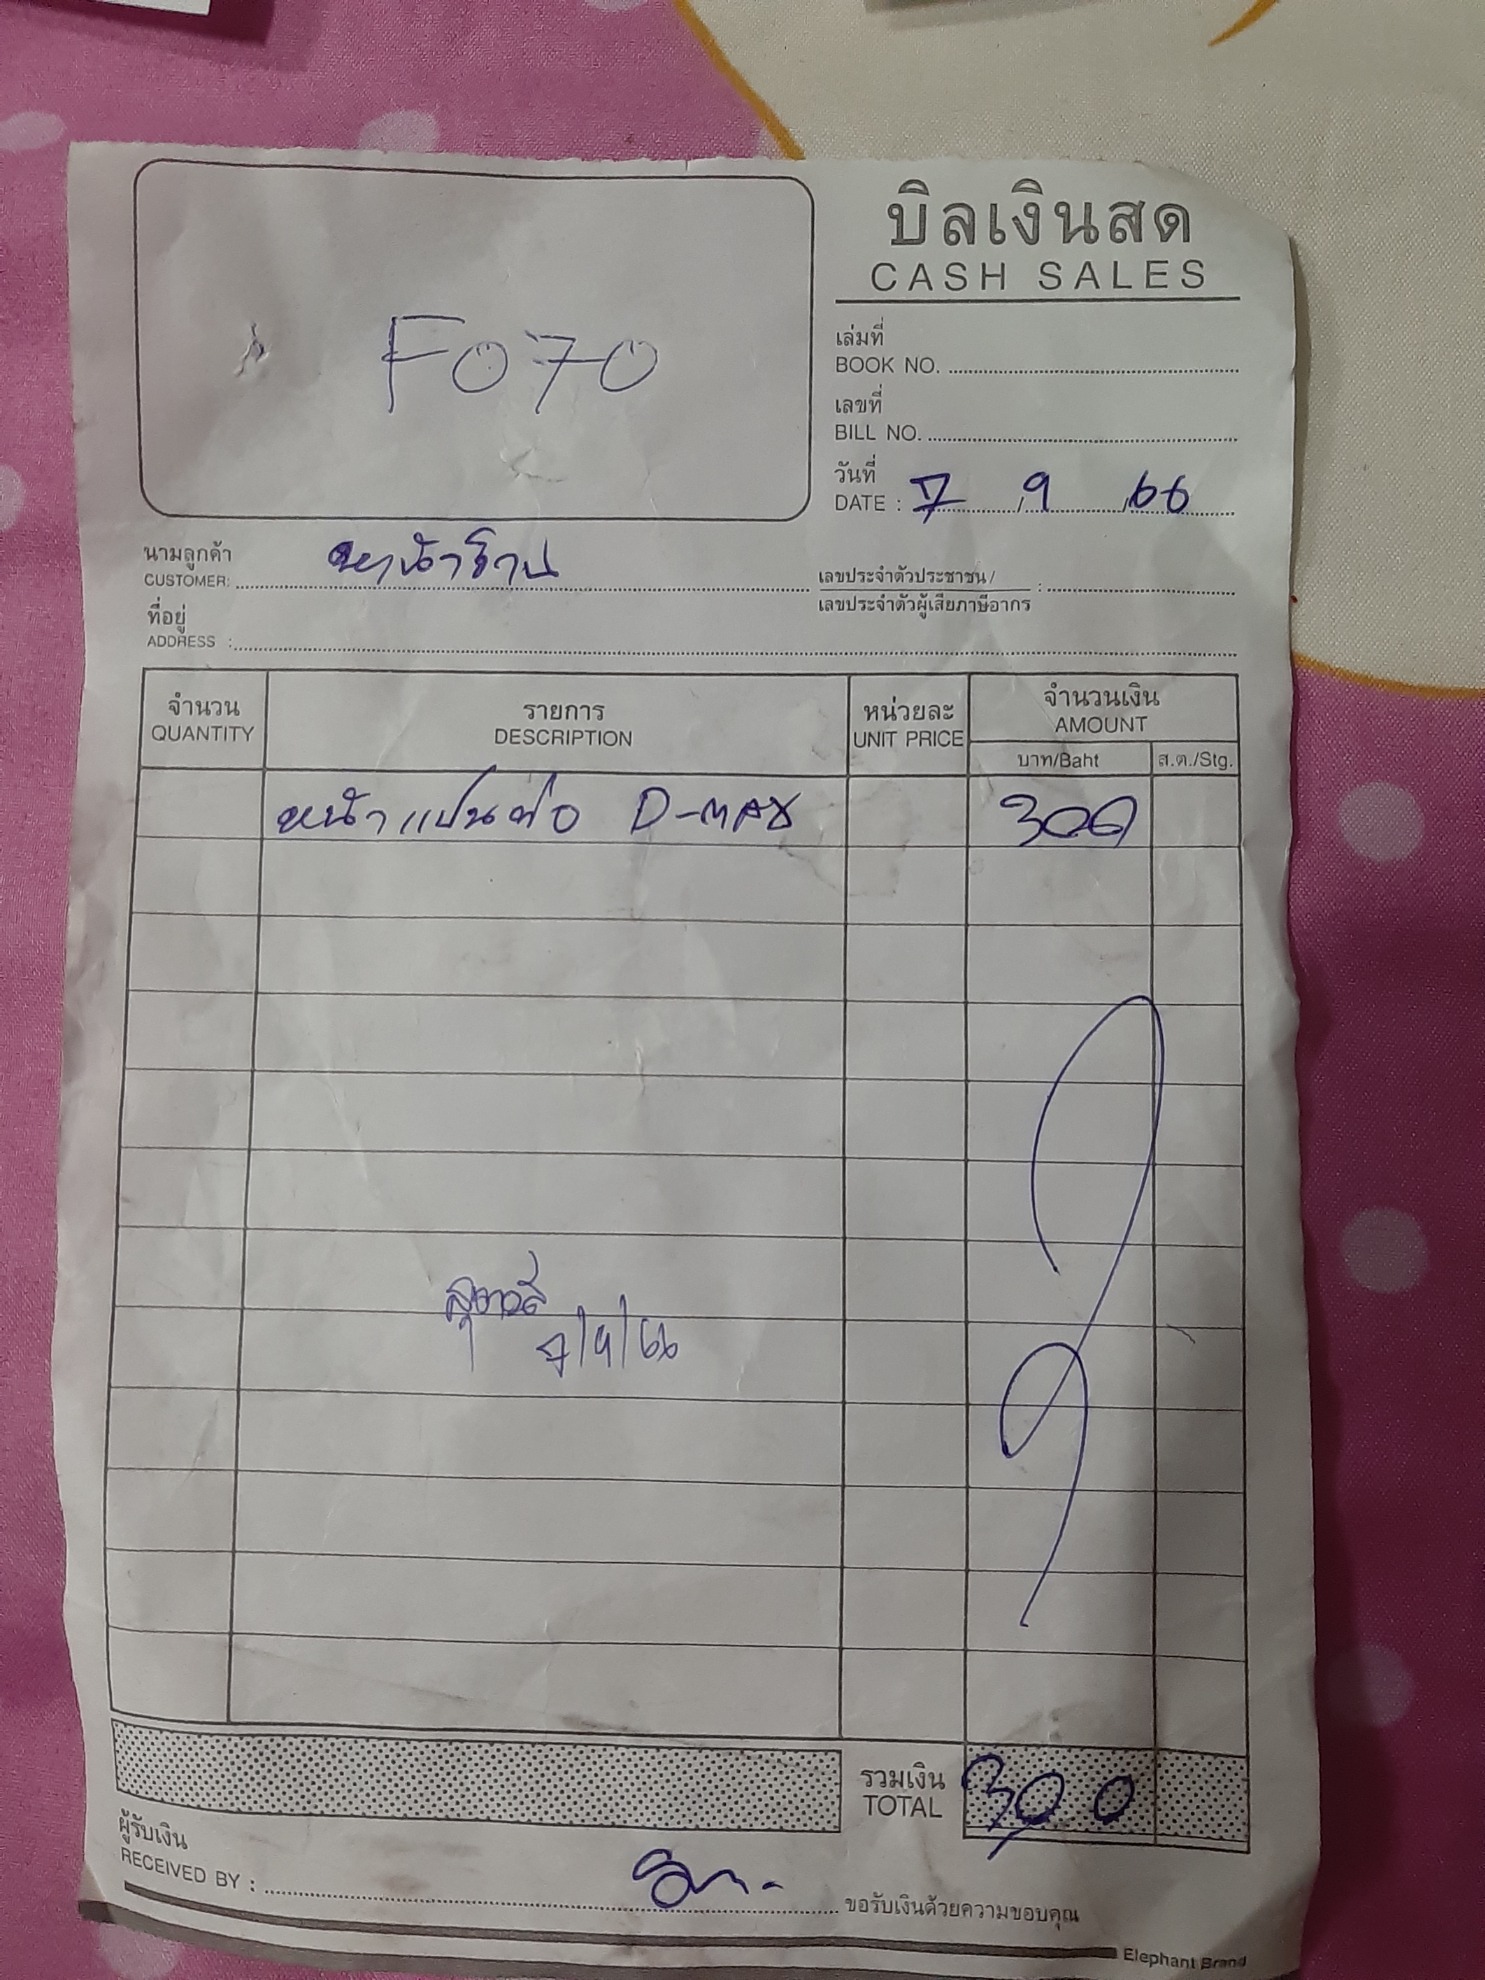 บิลเงินสด
CASH SALES
F070
เล่มที่
BOOK NO.
เลขที่
BILL NO.
วันที่
DATE : 7 / 9 / 66
นามลูกค้า
CUSTOMER:
เลขประจำตัวประชาชน /
เลขประจำตัวผู้เสียภาษีอากร :
ที่อยู่
ADDRESS :
จำนวน รายการ หน่วยละ จำนวนเงิน
QUANTITY DESCRIPTION UNIT PRICE AMOUNT
บาท/Baht ส.ต./Stg.
หน้าแปนท่อ D-MAX 300
7/9/66
รวมเงิน
TOTAL 300
ผู้รับเงิน
RECEIVED BY :
ขอรับเงินด้วยความขอบคุณ
Elephant Brand